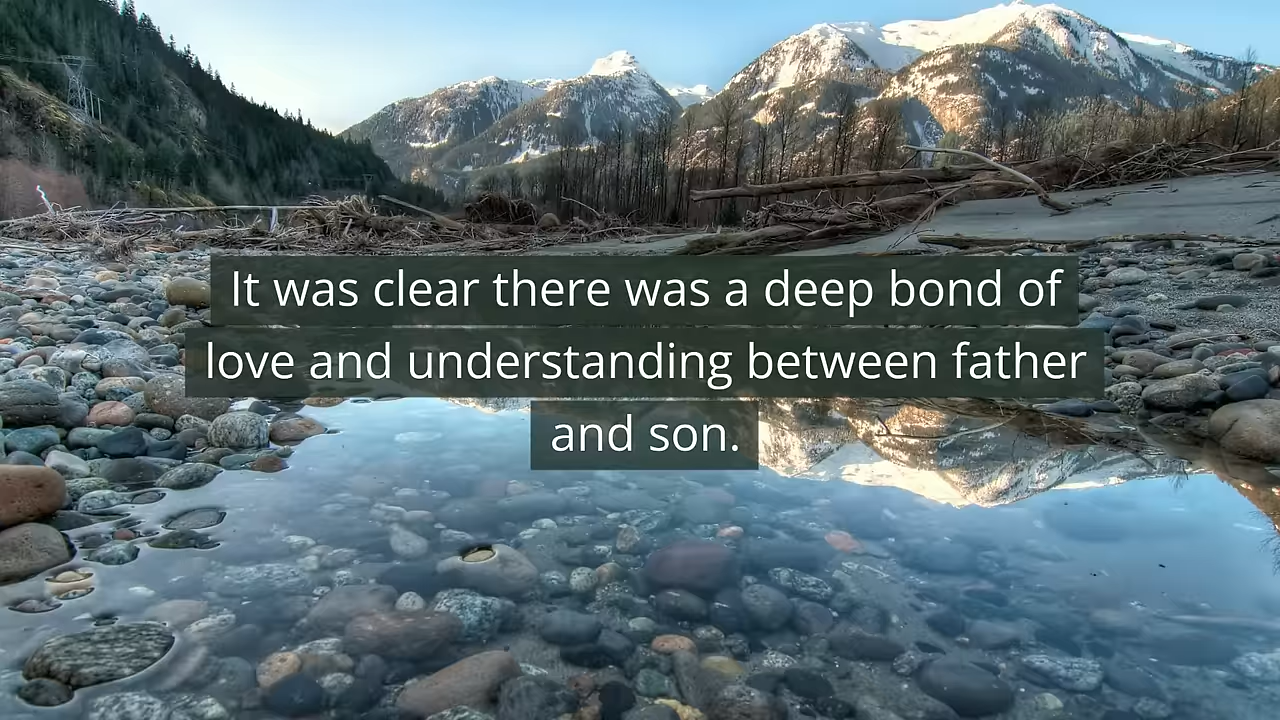 It was clear there was a deep bond of
love and understanding between father
and son.